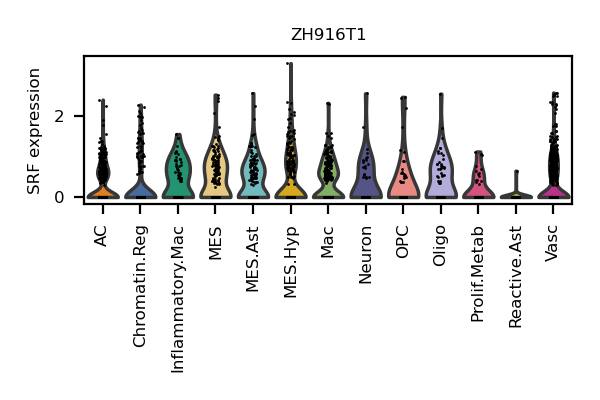 ZH916T1
SRF expression
2
0
AC
Chromatin.Reg
Inflammatory.Mac
MES
MES.Ast
MES.Hyp
Mac
Neuron
OPC
Oligo
Prolif.Metab
Reactive.Ast
Vasc